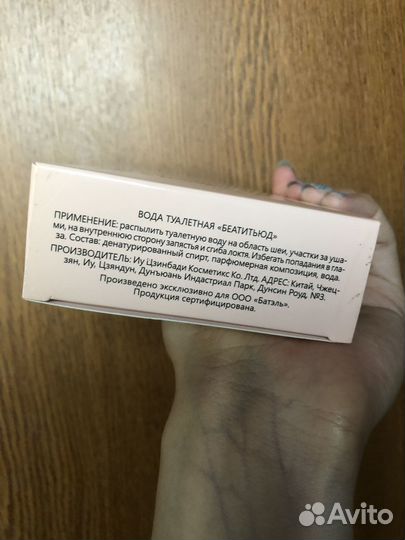 ВОДА ТУАЛЕТНАЯ «БЕАТИТЬЮД»
ПРИМЕНЕНИЕ: распылить туалетную воду на область шеи, участки за уша-
ми, на внутреннюю сторону запястья и сгиба локтя. Избегать попадания в гла-
за. Состав: денатурированный спирт, парфюмерная композиция, вода.
ПРОИЗВОДИТЕЛЬ: Иу Цзинбади Косметикс Ко. Лтд, АДРЕС: Китай, Чжец-
зян, Иу, Цзяндун, Дунъюань Индастриал Парк, Дунсин Роуд, №3.
Произведено эксклюзивно для ООО «Батэль».
Продукция сертифицирована.
Avito